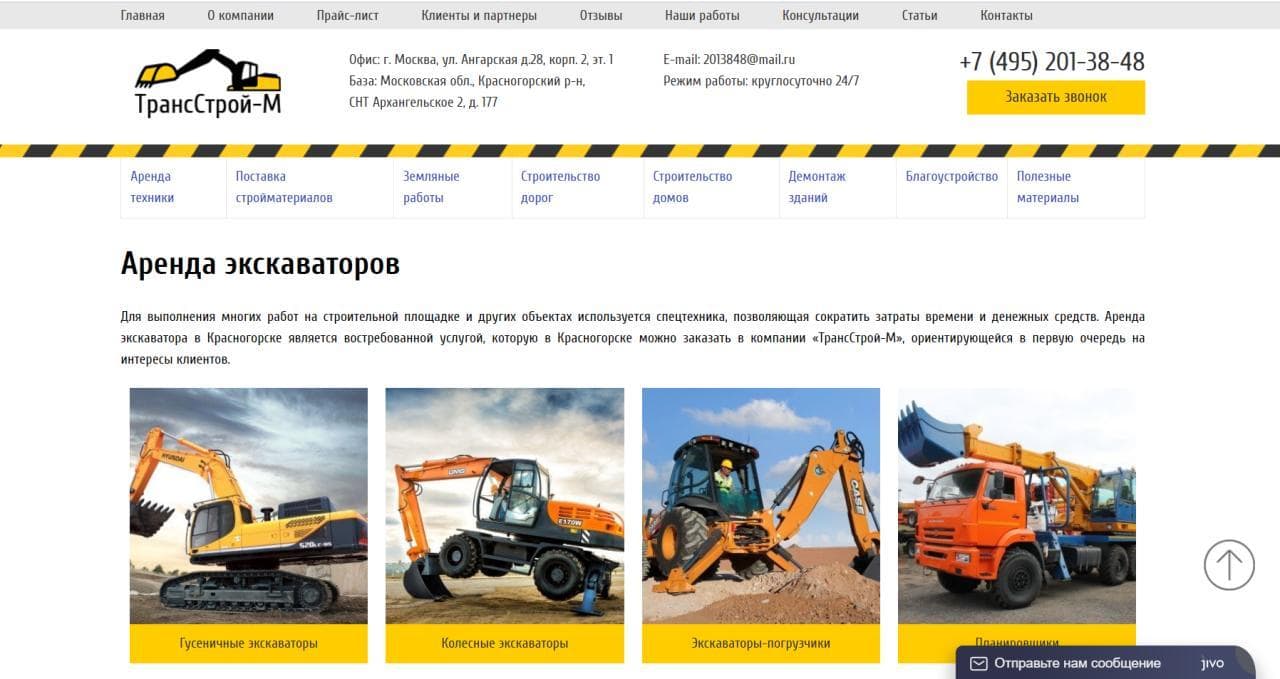 Главная О компании Прайс-лист Клиенты и партнеры Отзывы Наши работы Консультации Статьи Контакты
ТрансСтрой-М
Офис: г. Москва, ул. Ангарская д.28, корп. 2, эт. 1
База: Московская обл., Красногорский р-н,
СНТ Архангельское 2, д. 177
E-mail: 2013848@mail.ru
Режим работы: круглосуточно 24/7
+7 (495) 201-38-48
Заказать звонок
Аренда
техники
Поставка
стройматериалов
Земляные
работы
Строительство
дорог
Строительство
домов
Демонтаж
зданий
Благоустройство
Полезные
материалы
Аренда экскаваторов
Для выполнения многих работ на строительной площадке и других объектах используется спецтехника, позволяющая сократить затраты времени и денежных средств. Аренда
экскаватора в Красногорске является востребованной услугой, которую в Красногорске можно заказать в компании «ТрансСтрой-М», ориентирующейся в первую очередь на
интересы клиентов.
HYUNDAI
UMG
E170W
CASE
Гусеничные экскаваторы
Колесные экскаваторы
Экскаваторы-погрузчики
Планировщики
Отправьте нам сообщение jivo